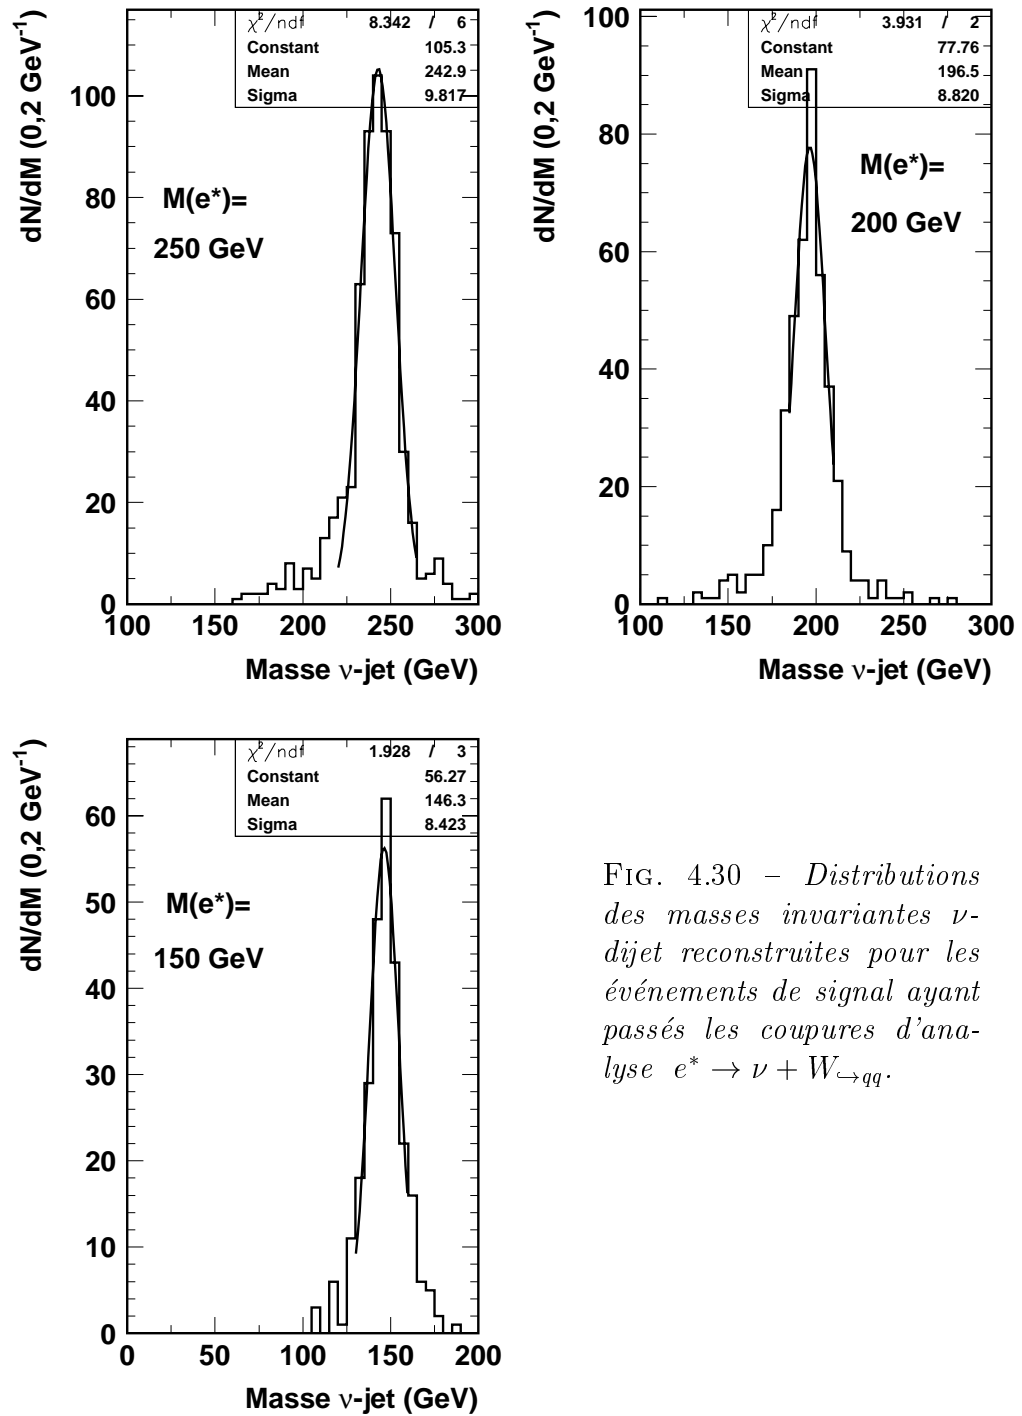 χ²/ndf 8.342 / 6
Constant 105.3
Mean 242.9
Sigma 9.817
dN/dM (0,2 GeV⁻¹)
M(e*)=
250 GeV
100
80
60
40
20
0
100 150 200 250 300
Masse ν-jet (GeV)
χ²/ndf 3.931 / 2
Constant 77.76
Mean 196.5
Sigma 8.820
dN/dM (0,2 GeV⁻¹)
M(e*)=
200 GeV
100
80
60
40
20
0
100 150 200 250 300
Masse ν-jet (GeV)
χ²/ndf 1.928 / 3
Constant 56.27
Mean 146.3
Sigma 8.423
dN/dM (0,2 GeV⁻¹)
M(e*)=
150 GeV
60
50
40
30
20
10
0
0 50 100 150 200
Masse ν-jet (GeV)
FIG. 4.30 – Distributions
des masses invariantes ν-
dijet reconstruites pour les
événements de signal ayant
passés les coupures d'ana-
lyse e* → ν + W↪qq.